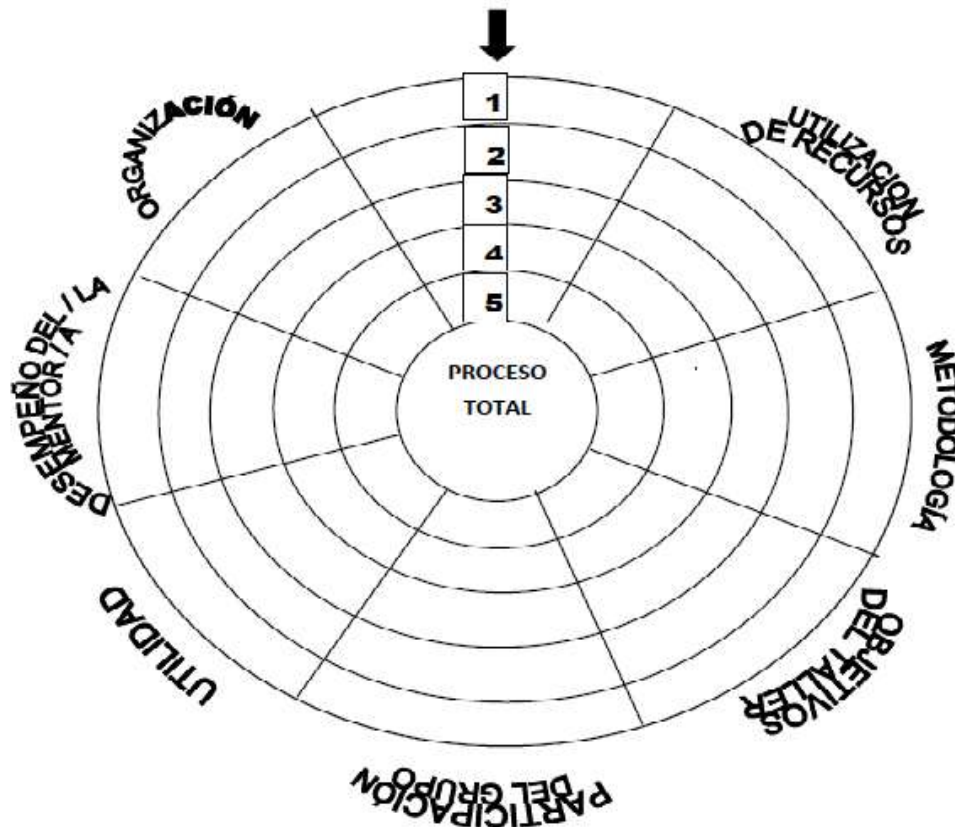 1
2
3
4
5
PROCESO
TOTAL
UTILIZACION
DE RECURSOS
METODOLOGÍA
OBJETIVOS
DEL TALLER
PARTICIPACIÓN
DEL GRUPO
UTILIDAD
DESEMPEÑO DEL / LA
MENTOR / A
ORGANIZACIÓN